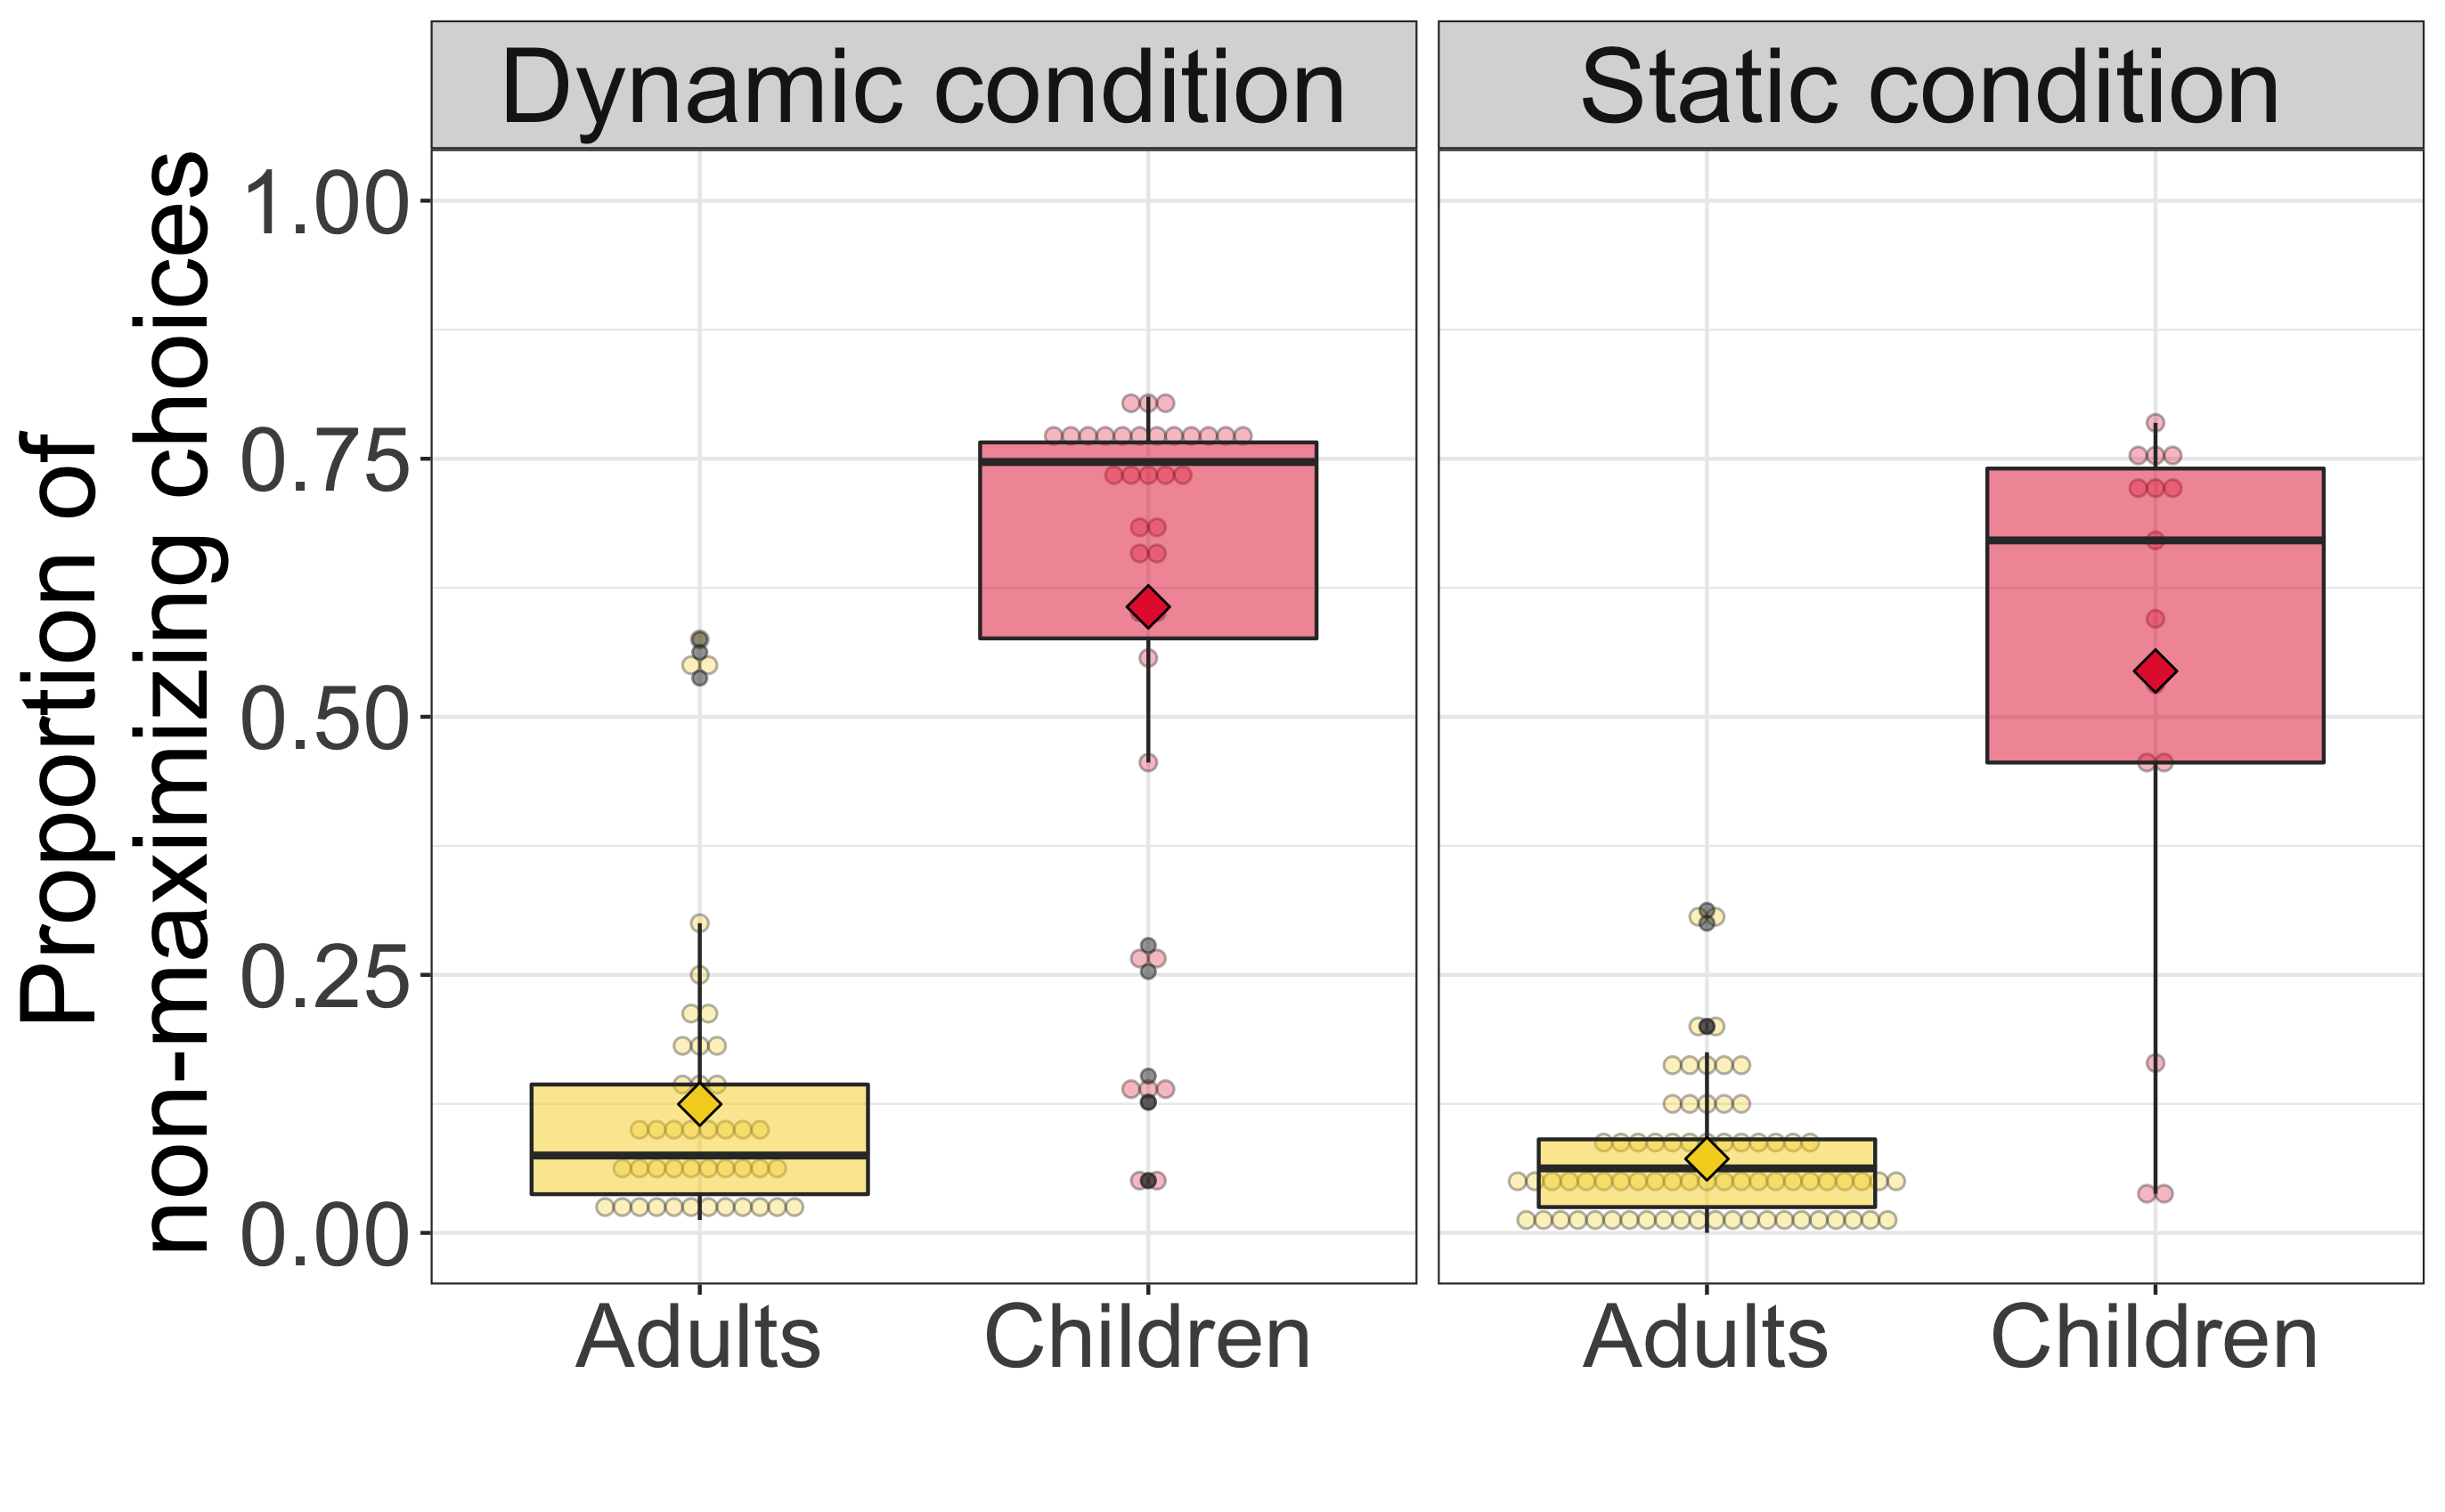 Dynamic condition
Static condition
Proportion of
non-maximizing choices
1.00
0.75
0.50
0.25
0.00
Adults
Children
Adults
Children